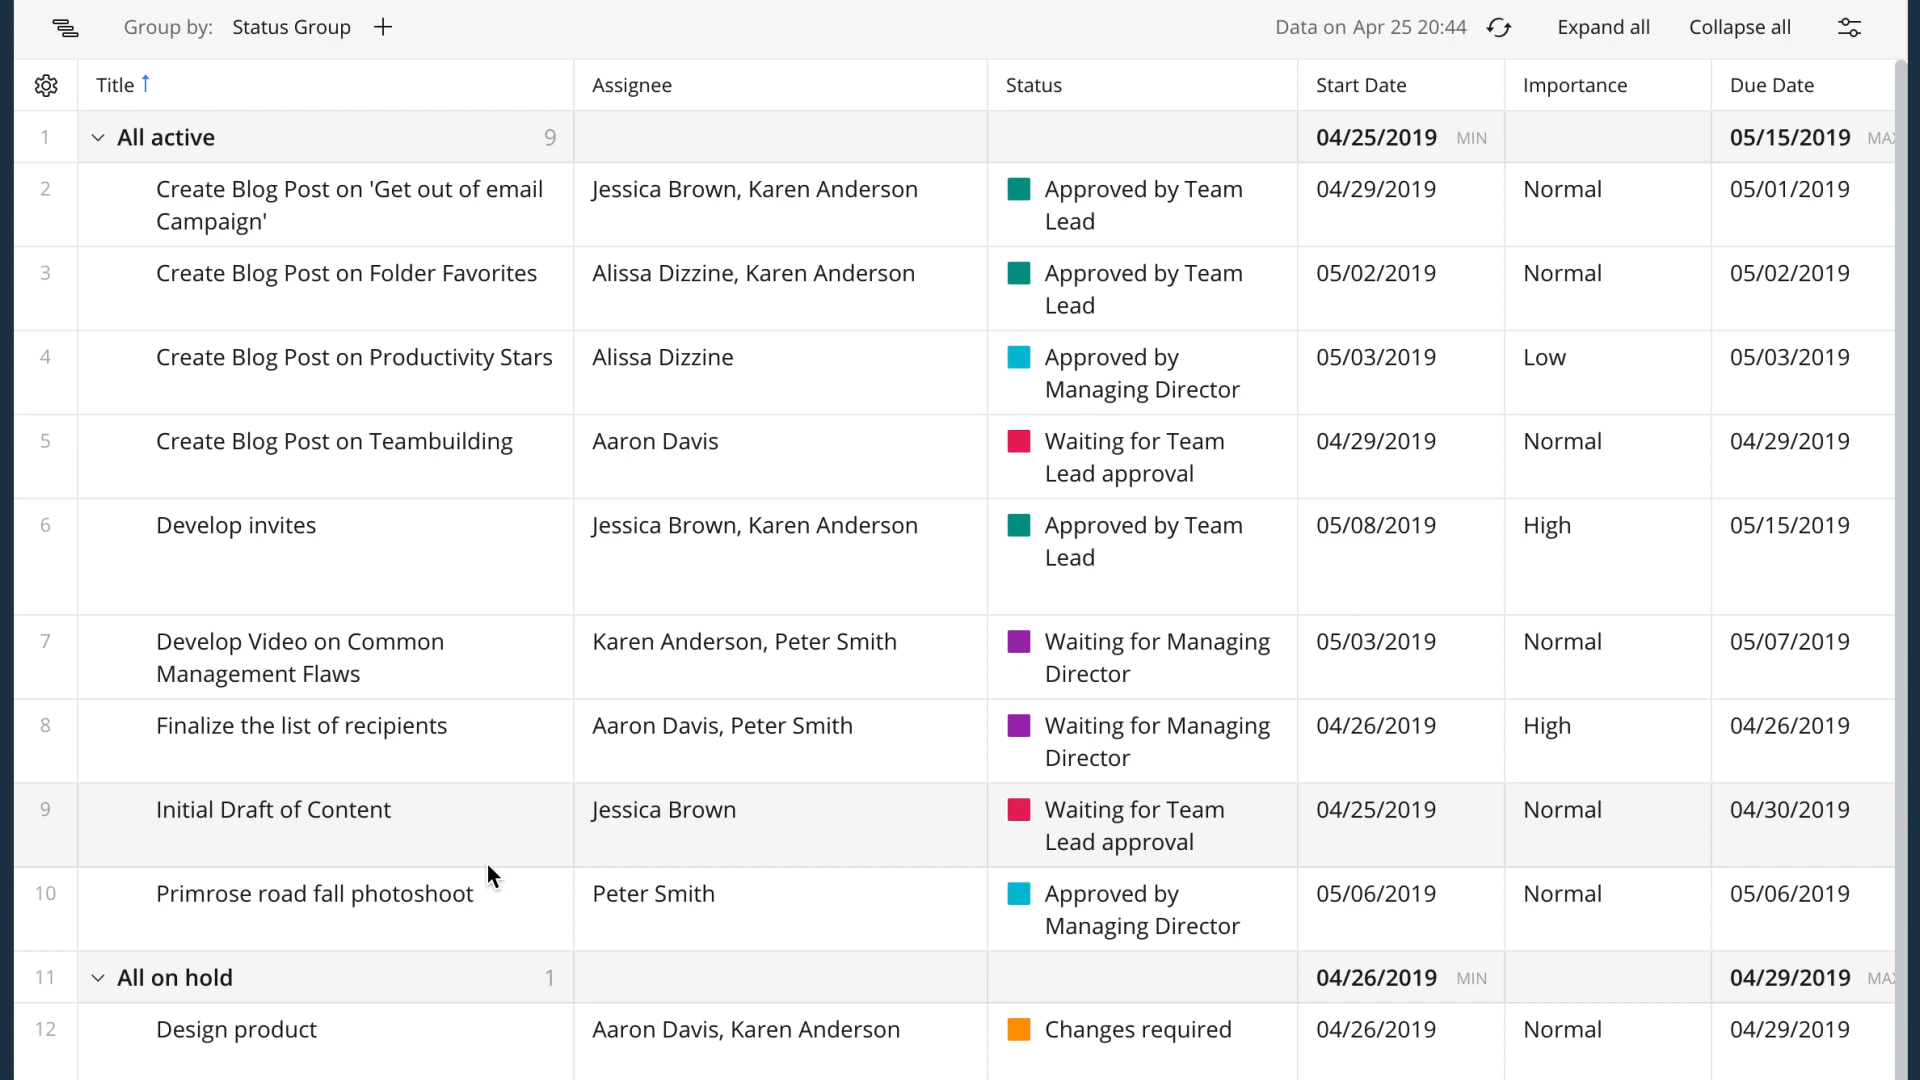 Group by: Status Group + Data on Apr 25 20:44 Expand all Collapse all
Title ↑ Assignee Status Start Date Importance Due Date
1 All active 9 04/25/2019 MIN 05/15/2019 MAX
2 Create Blog Post on 'Get out of email Jessica Brown, Karen Anderson Approved by Team 04/29/2019 Normal 05/01/2019
Campaign' Lead
3 Create Blog Post on Folder Favorites Alissa Dizzine, Karen Anderson Approved by Team 05/02/2019 Normal 05/02/2019
Lead
4 Create Blog Post on Productivity Stars Alissa Dizzine Approved by 05/03/2019 Low 05/03/2019
Managing Director
5 Create Blog Post on Teambuilding Aaron Davis Waiting for Team 04/29/2019 Normal 04/29/2019
Lead approval
6 Develop invites Jessica Brown, Karen Anderson Approved by Team 05/08/2019 High 05/15/2019
Lead
7 Develop Video on Common Karen Anderson, Peter Smith Waiting for Managing 05/03/2019 Normal 05/07/2019
Management Flaws Director
8 Finalize the list of recipients Aaron Davis, Peter Smith Waiting for Managing 04/26/2019 High 04/26/2019
Director
9 Initial Draft of Content Jessica Brown Waiting for Team 04/25/2019 Normal 04/30/2019
Lead approval
10 Primrose road fall photoshoot Peter Smith Approved by 05/06/2019 Normal 05/06/2019
Managing Director
11 All on hold 1 04/26/2019 MIN 04/29/2019 MAX
12 Design product Aaron Davis, Karen Anderson Changes required 04/26/2019 Normal 04/29/2019